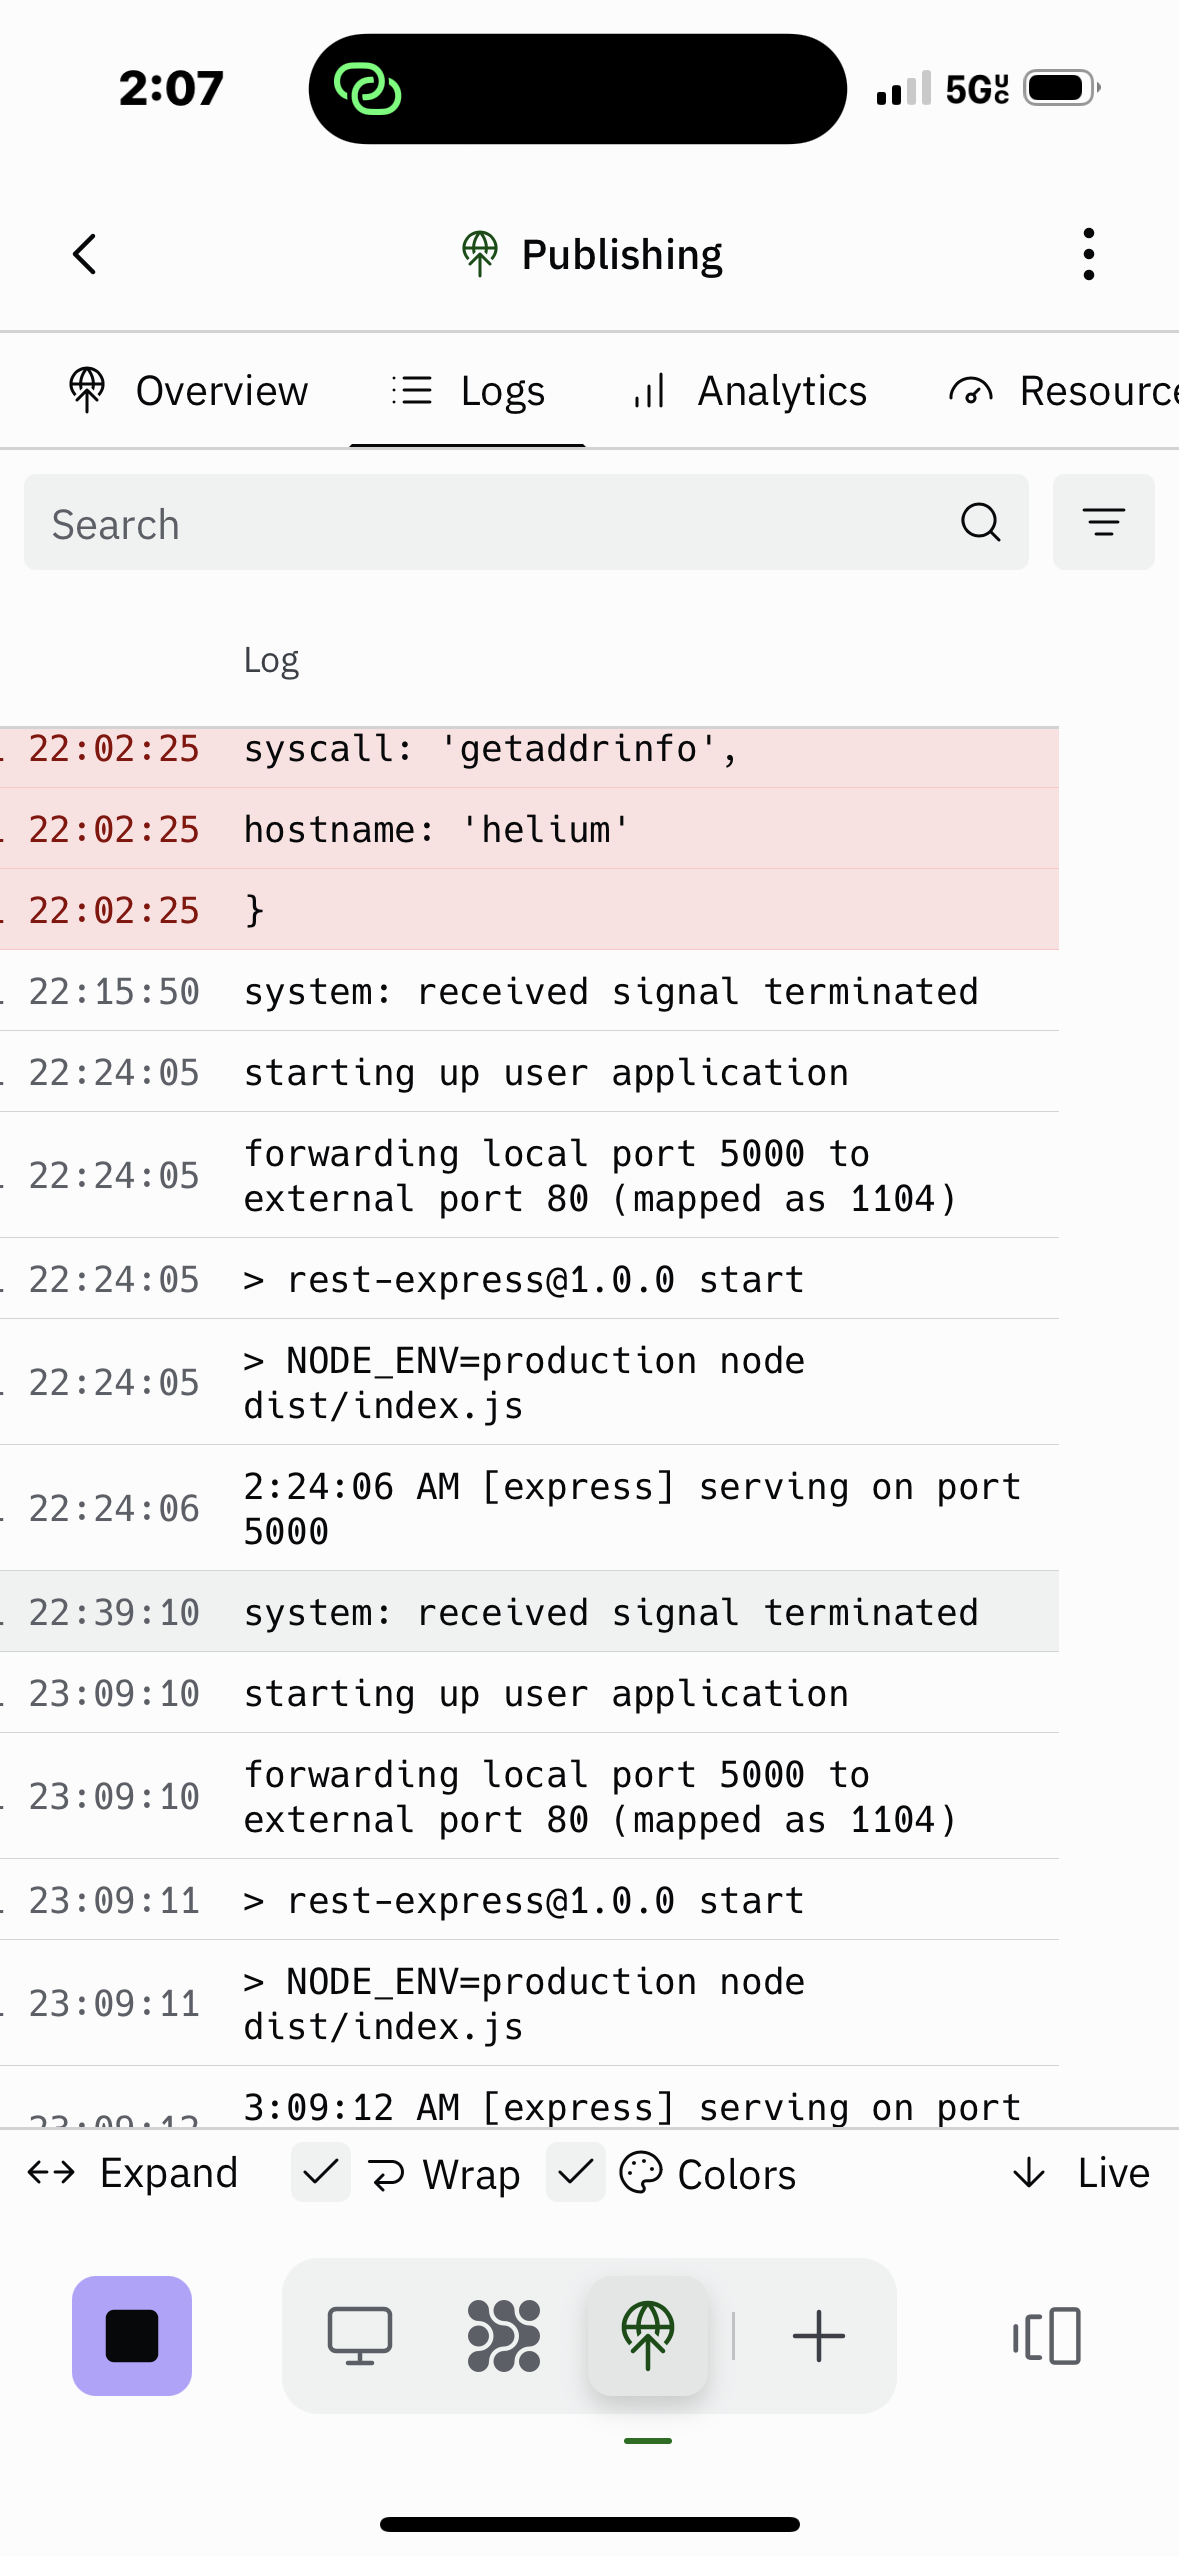 2:07
5G UC
Publishing
Overview
Logs
Analytics
Search
Log
22:02:25 syscall: 'getaddrinfo',
22:02:25 hostname: 'helium'
22:02:25 }
22:15:50 system: received signal terminated
22:24:05 starting up user application
22:24:05 forwarding local port 5000 to
external port 80 (mapped as 1104)
22:24:05 > rest-express@1.0.0 start
22:24:05 > NODE_ENV=production node
dist/index.js
22:24:06 2:24:06 AM [express] serving on port
5000
22:39:10 system: received signal terminated
23:09:10 starting up user application
23:09:10 forwarding local port 5000 to
external port 80 (mapped as 1104)
23:09:11 > rest-express@1.0.0 start
23:09:11 > NODE_ENV=production node
dist/index.js
23:09:12 3:09:12 AM [express] serving on port
Expand
Wrap
Colors
Live